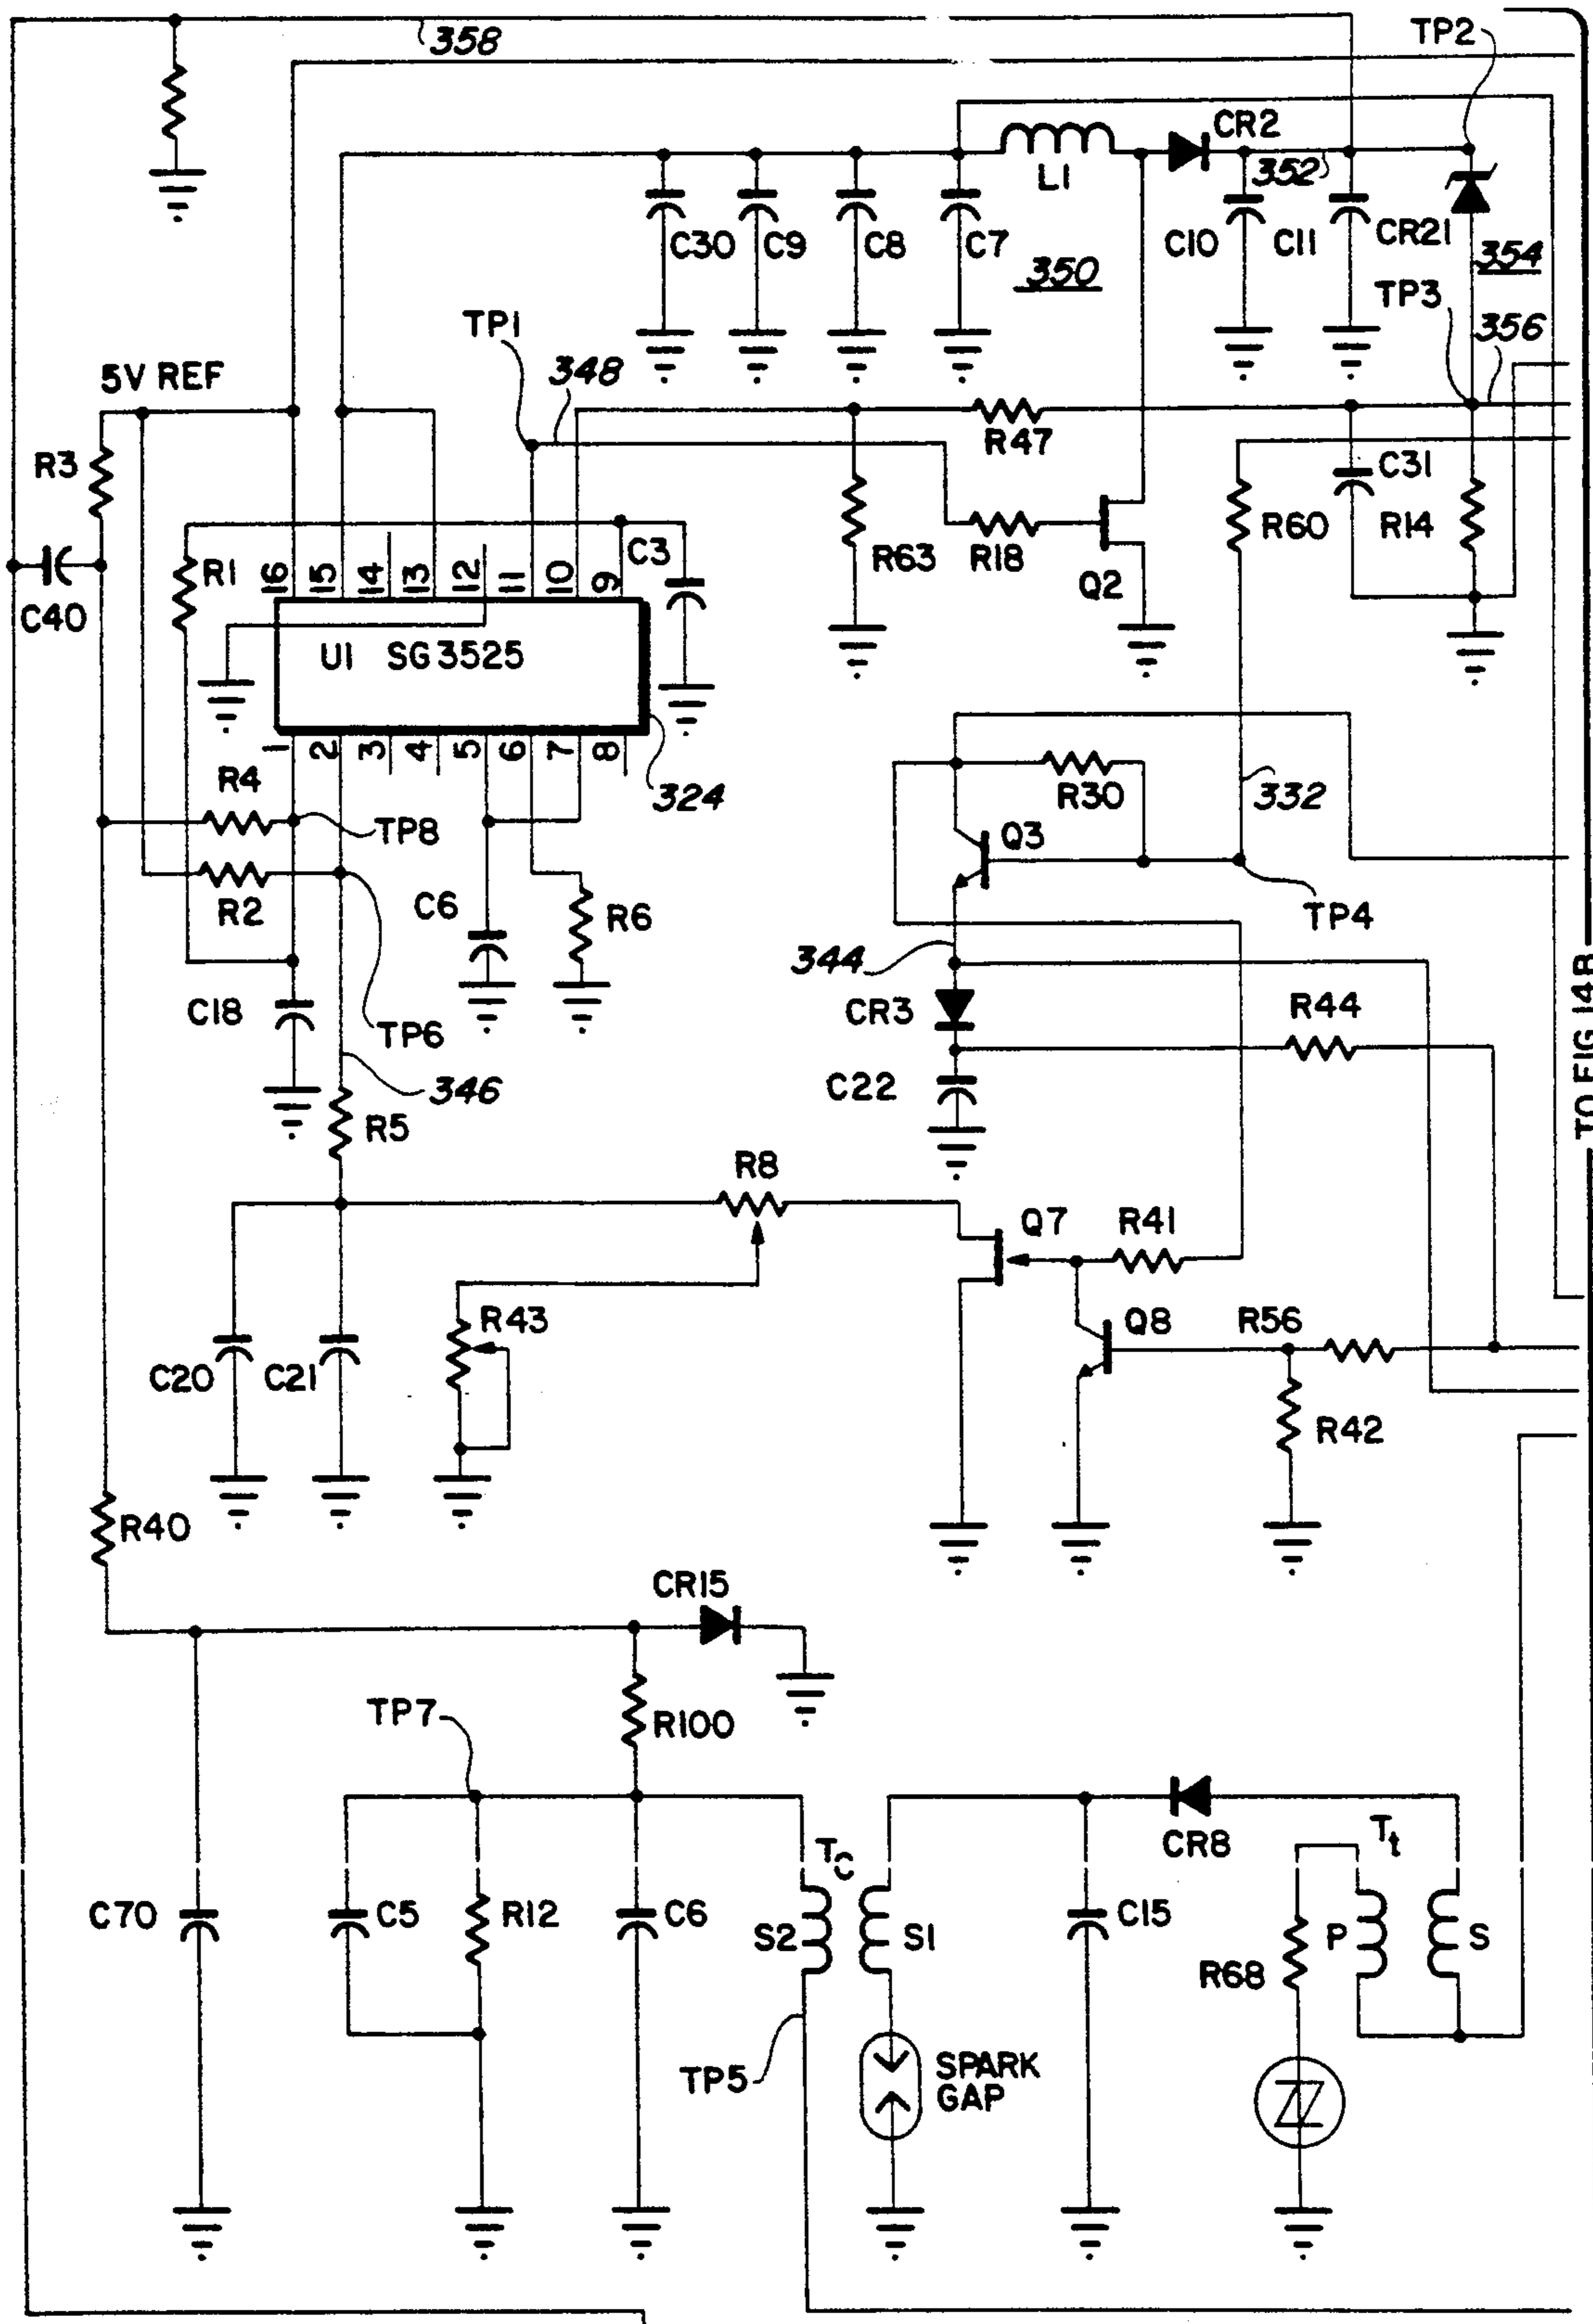 358
TP2
CR2
L1
352
C30
C9
C8
C7
350
C10
C11
CR21
354
TP3
356
TP1
348
5V REF
R47
R3
C31
R1
C3
R63
R18
R60
R14
16
15
14
13
12
11
10
9
C40
Q2
U1 SG3525
1
2
3
4
5
6
7
8
R4
324
R30
332
TP8
Q3
R2
C6
R6
TP4
344
C18
TP6
CR3
R44
346
C22
R5
TO FIG 14B
R8
Q7
R41
R43
Q8
R56
C20
C21
R42
R40
CR15
TP7
R100
Tt
TC
CR8
C70
C5
R12
C6
S2
S1
C15
P
S
R68
TP5
SPARK
GAP